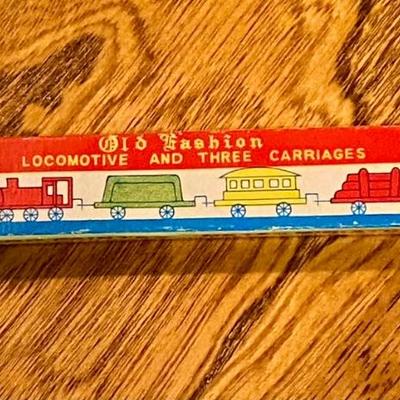 Old Fashion
LOCOMOTIVE AND THREE CARRIAGES